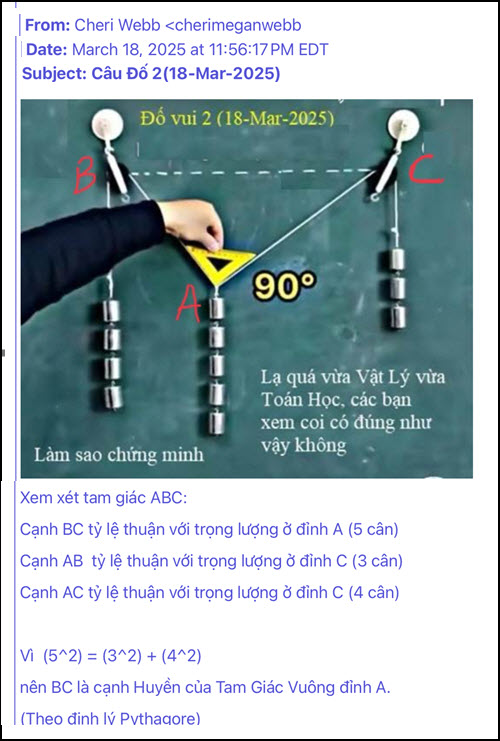 From: Cheri Webb <cherimeganwebb
Date: March 18, 2025 at 11:56:17 PM EDT
Subject: Câu Đố 2(18-Mar-2025)
Đố vui 2 (18-Mar-2025)
B
C
A
90°
Lạ quá vừa Vật Lý vừa
Toán Học, các bạn
xem coi có đúng như
vậy không
Làm sao chứng minh
Xem xét tam giác ABC:
Cạnh BC tỷ lệ thuận với trọng lượng ở đỉnh A (5 cân)
Cạnh AB tỷ lệ thuận với trọng lượng ở đỉnh C (3 cân)
Cạnh AC tỷ lệ thuận với trọng lượng ở đỉnh C (4 cân)
Vì (5^2) = (3^2) + (4^2)
nên BC là cạnh Huyền của Tam Giác Vuông đỉnh A.
(Theo định lý Pythagore)